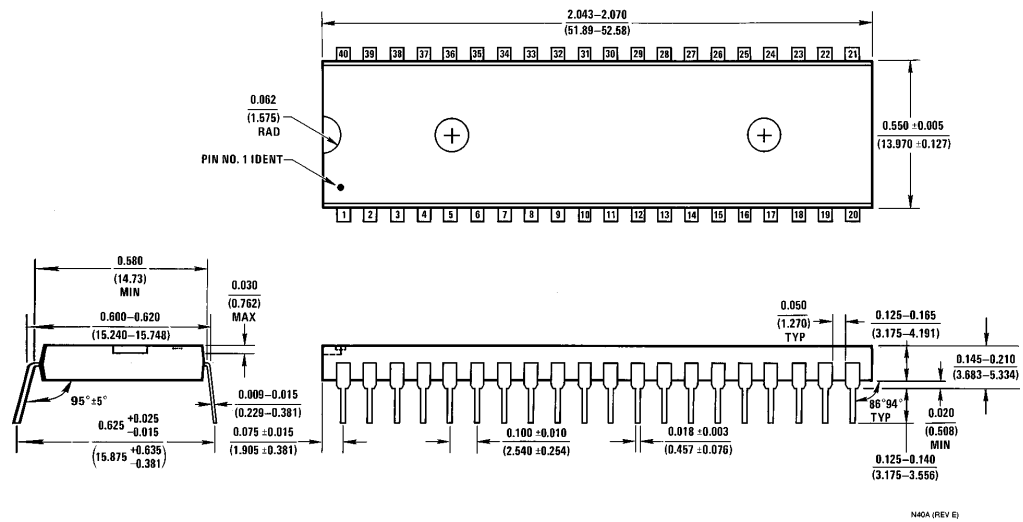 2.043–2.070
(51.89–52.58)
40 39 38 37 36 35 34 33 32 31 30 29 28 27 26 25 24 23 22 21
0.062
(1.575)
RAD
0.550 ±0.005
(13.970 ±0.127)
PIN NO. 1 IDENT
1 2 3 4 5 6 7 8 9 10 11 12 13 14 15 16 17 18 19 20
0.580
(14.73)
MIN
0.030
(0.762)
MAX
0.600–0.620
(15.240–15.748)
0.050
(1.270)
TYP
0.125–0.165
(3.175–4.191)
0.145–0.210
(3.683–5.334)
95°±5°
0.009–0.015
(0.229–0.381)
86°94°
TYP
0.020
(0.508)
MIN
0.625 +0.025 -0.015
(15.875 +0.635 -0.381)
0.075 ±0.015
(1.905 ±0.381)
0.100 ±0.010
(2.540 ±0.254)
0.018 ±0.003
(0.457 ±0.076)
0.125–0.140
(3.175–3.556)
N40A (REV E)